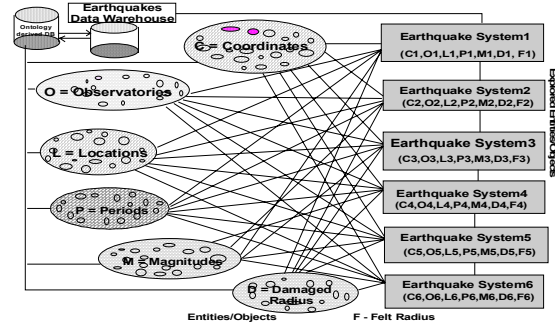 Earthquakes
Data Warehouse
Ontology
derived DB
C = Coordinates
O = Observatories
L = Locations
P = Periods
M = Magnitudes
D = Damaged
Radius
Earthquake System1
(C1,O1,L1,P1,M1,D1, F1)
Earthquake System2
(C2,O2,L2,P2,M2,D2,F2)
Earthquake System3
(C3,O3,L3,P3,M3,D3,F3)
Earthquake System4
(C4,O4,L4,P4,M4,D4,F4)
Earthquake System5
(C5,O5,L5,P5,M5,D5,F5)
Earthquake System6
(C6,O6,L6,P6,M6,D6,F6)
Entities/Objects
F - Felt Radius